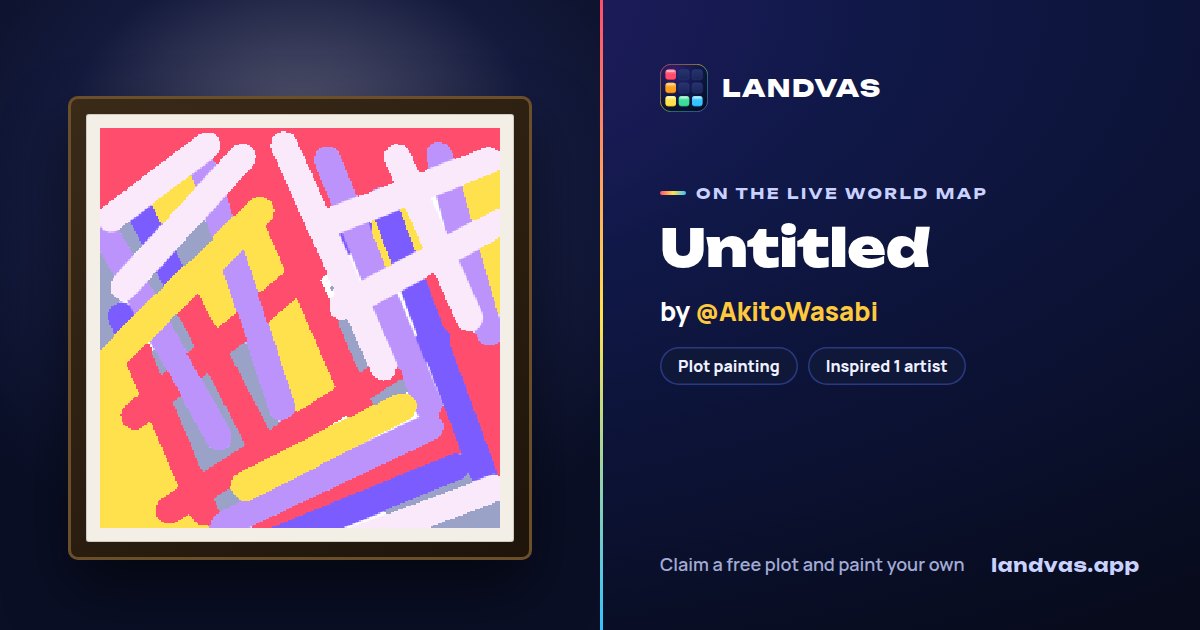 LANDVAS
ON THE LIVE WORLD MAP
Untitled
by @AkitoWasabi
Plot painting
Inspired 1 artist
Claim a free plot and paint your own
landvas.app